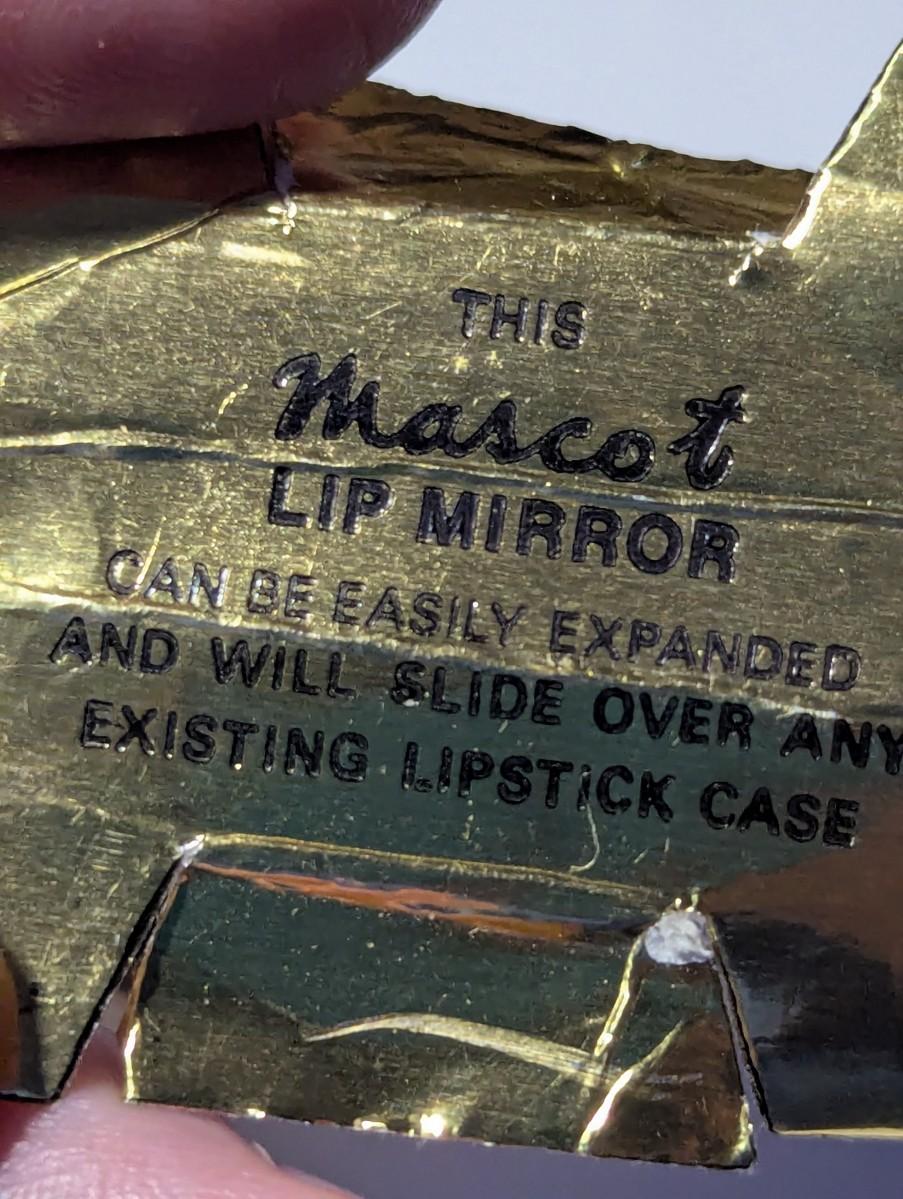 THIS
Mascot
LIP MIRROR
CAN BE EASILY EXPANDED
AND WILL SLIDE OVER ANY
EXISTING LIPSTICK CASE